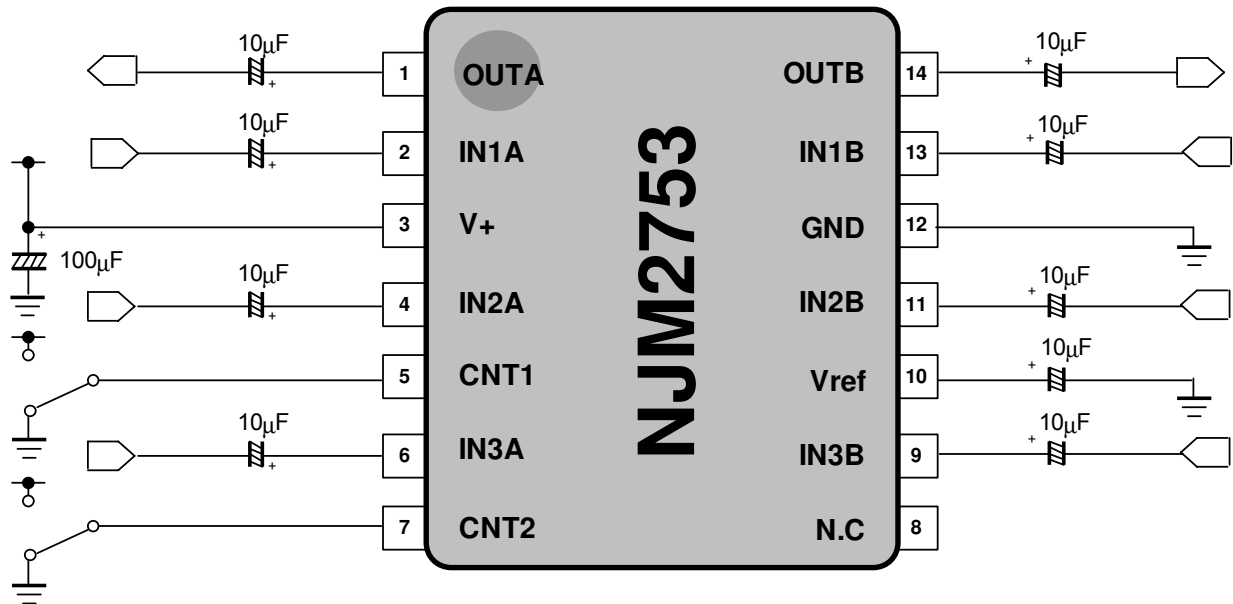 10µF
1
OUTA
OUTB
14
+
10µF
+
10µF
2
IN1A
IN1B
13
+
10µF
+
NJM2753
3
V+
GND
12
+
100µF
10µF
4
IN2A
IN2B
11
+
10µF
+
5
CNT1
Vref
10
+
10µF
10µF
6
IN3A
IN3B
9
+
10µF
+
7
CNT2
N.C
8